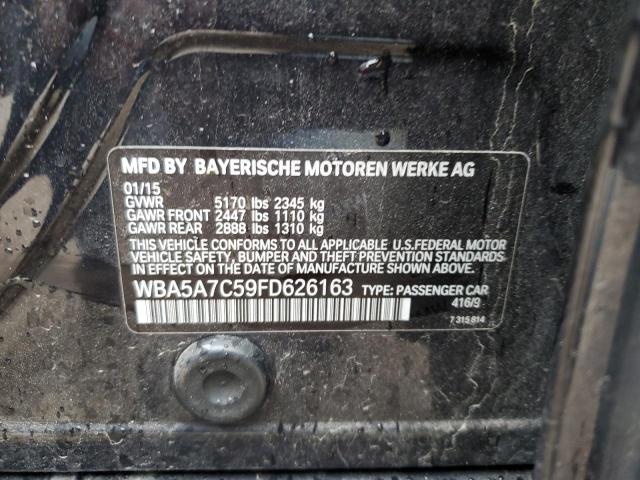 MFD BY BAYERISCHE MOTOREN WERKE AG
01/15
GVWR 5170 lbs 2345 kg
GAWR FRONT 2447 lbs 1110 kg
GAWR REAR 2888 lbs 1310 kg
THIS VEHICLE CONFORMS TO ALL APPLICABLE U.S.FEDERAL MOTOR
VEHICLE SAFETY, BUMPER AND THEFT PREVENTION STANDARDS IN
EFFECT ON THE DATE OF MANUFACTURE SHOWN ABOVE.
WBA5A7C59FD626163 TYPE: PASSENGER CAR
416/9
7 315 814